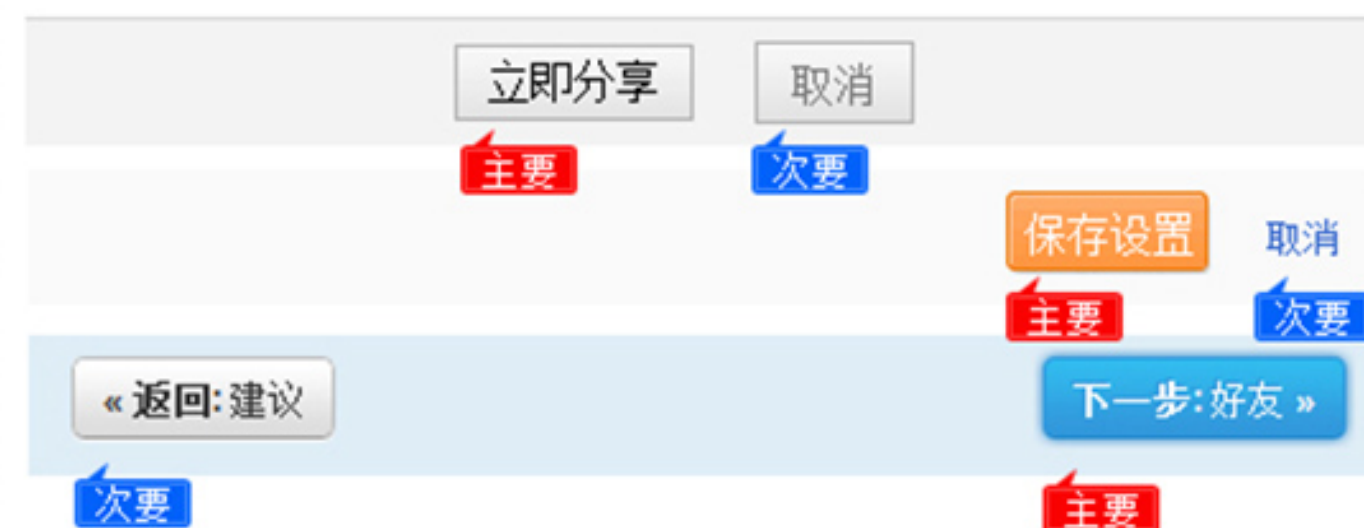 立即分享 取消
主要 次要
保存设置 取消
主要 次要
« 返回:建议 下一步:好友 »
次要 主要